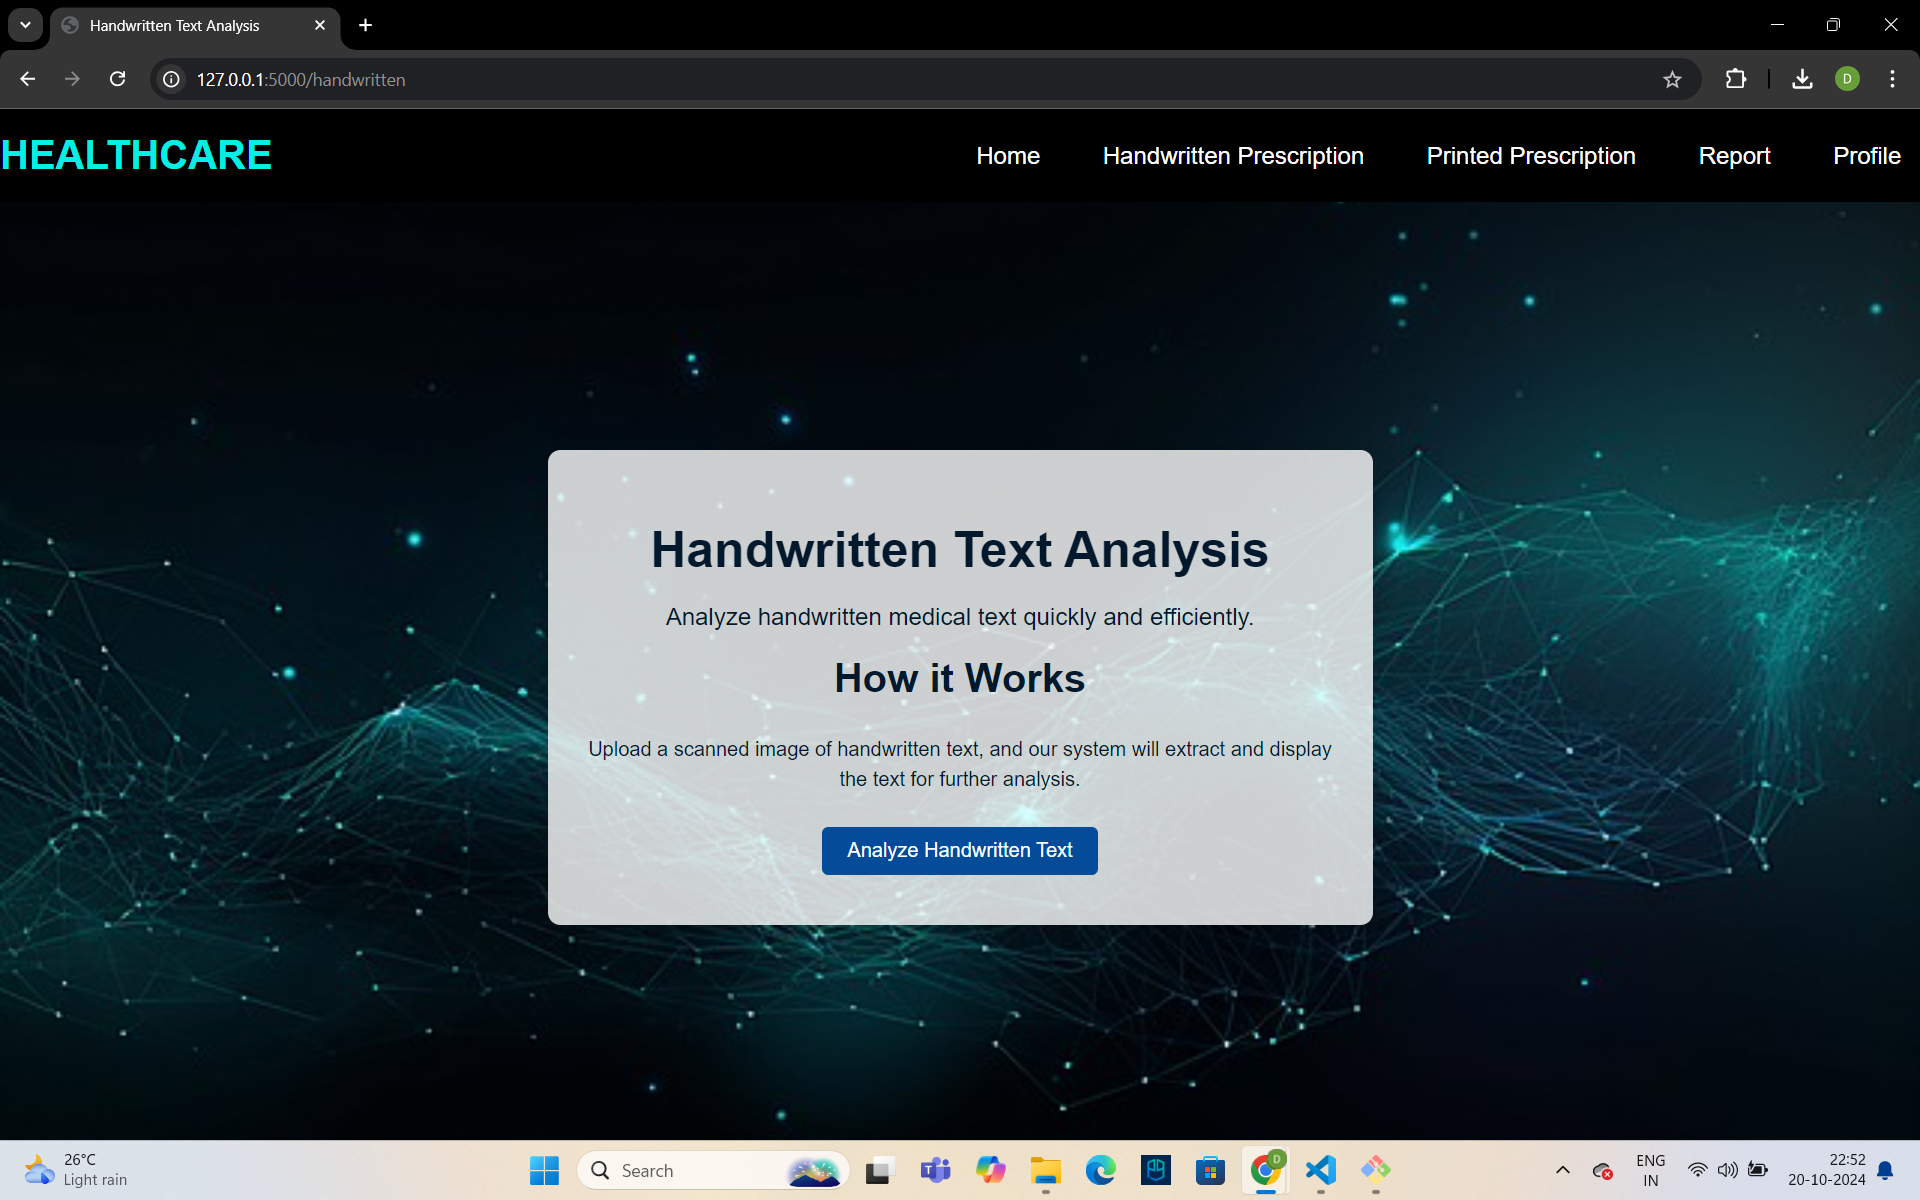 Handwritten Text Analysis
127.0.0.1:5000/handwritten
D
HEALTHCARE
Home Handwritten Prescription Printed Prescription Report Profile
Handwritten Text Analysis
Analyze handwritten medical text quickly and efficiently.
How it Works
Upload a scanned image of handwritten text, and our system will extract and display
the text for further analysis.
Analyze Handwritten Text
26°C
Light rain
Search
D
ENG
IN
22:52
20-10-2024